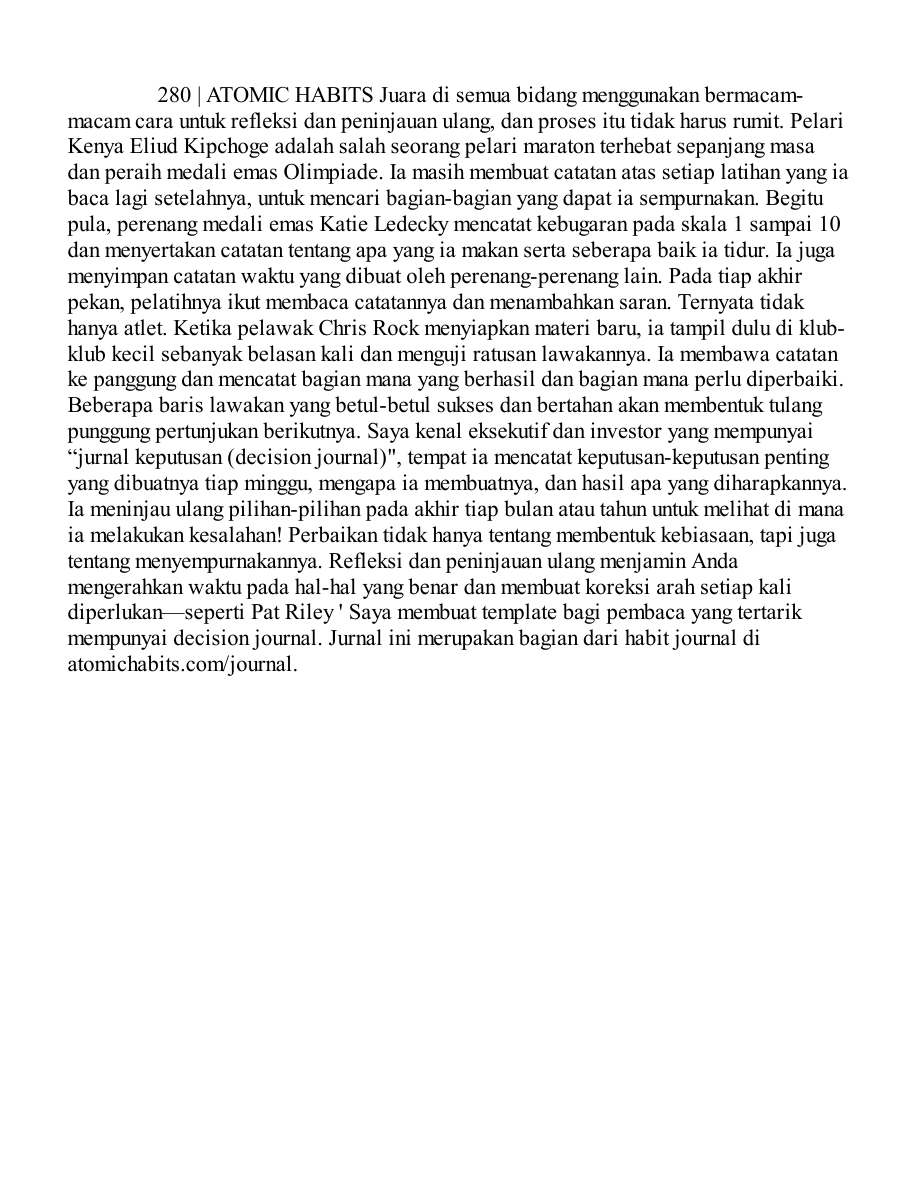 280 | ATOMIC HABITS Juara di semua bidang menggunakan bermacam-
macam cara untuk refleksi dan peninjauan ulang, dan proses itu tidak harus rumit. Pelari
Kenya Eliud Kipchoge adalah salah seorang pelari maraton terhebat sepanjang masa
dan peraih medali emas Olimpiade. Ia masih membuat catatan atas setiap latihan yang ia
baca lagi setelahnya, untuk mencari bagian-bagian yang dapat ia sempurnakan. Begitu
pula, perenang medali emas Katie Ledecky mencatat kebugaran pada skala 1 sampai 10
dan menyertakan catatan tentang apa yang ia makan serta seberapa baik ia tidur. Ia juga
menyimpan catatan waktu yang dibuat oleh perenang-perenang lain. Pada tiap akhir
pekan, pelatihnya ikut membaca catatannya dan menambahkan saran. Ternyata tidak
hanya atlet. Ketika pelawak Chris Rock menyiapkan materi baru, ia tampil dulu di klub-
klub kecil sebanyak belasan kali dan menguji ratusan lawakannya. Ia membawa catatan
ke panggung dan mencatat bagian mana yang berhasil dan bagian mana perlu diperbaiki.
Beberapa baris lawakan yang betul-betul sukses dan bertahan akan membentuk tulang
punggung pertunjukan berikutnya. Saya kenal eksekutif dan investor yang mempunyai
“jurnal keputusan (decision journal)", tempat ia mencatat keputusan-keputusan penting
yang dibuatnya tiap minggu, mengapa ia membuatnya, dan hasil apa yang diharapkannya.
Ia meninjau ulang pilihan-pilihan pada akhir tiap bulan atau tahun untuk melihat di mana
ia melakukan kesalahan! Perbaikan tidak hanya tentang membentuk kebiasaan, tapi juga
tentang menyempurnakannya. Refleksi dan peninjauan ulang menjamin Anda
mengerahkan waktu pada hal-hal yang benar dan membuat koreksi arah setiap kali
diperlukan—seperti Pat Riley ' Saya membuat template bagi pembaca yang tertarik
mempunyai decision journal. Jurnal ini merupakan bagian dari habit journal di
atomichabits.com/journal.